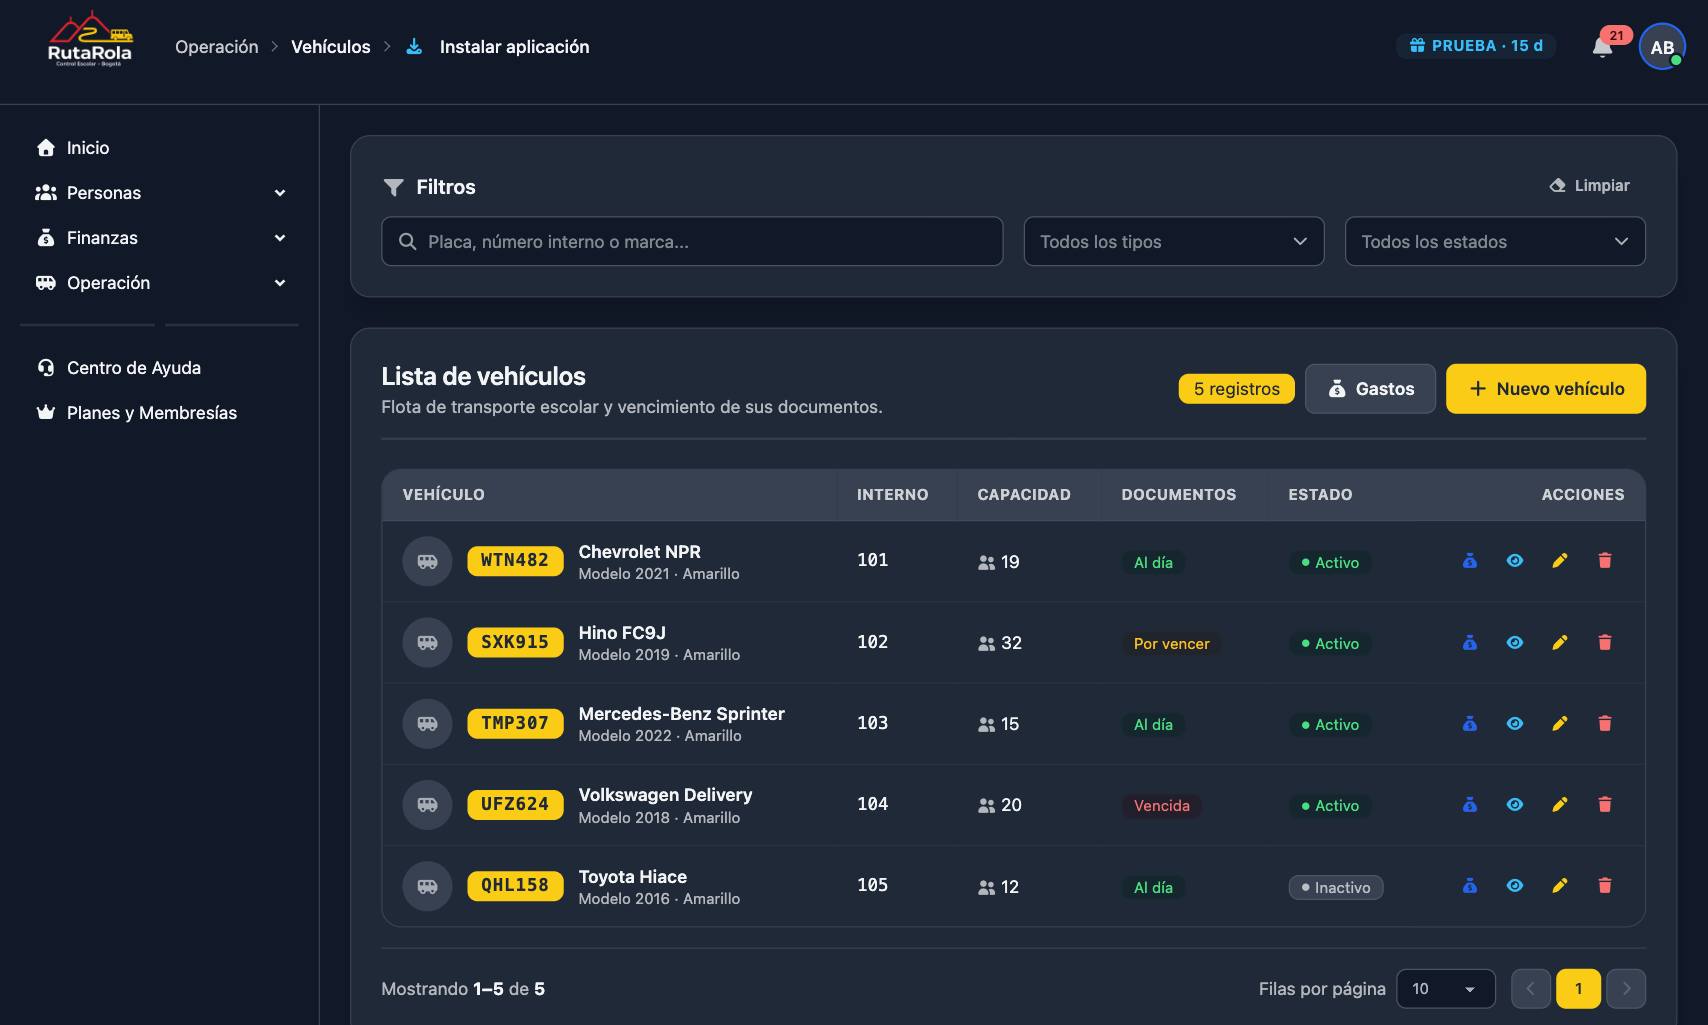 RutaRola
Control Escolar - Bogotá
Operación > Vehículos > Instalar aplicación
PRUEBA · 15 d
21
AB
Inicio
Personas
Finanzas
Operación
Centro de Ayuda
Planes y Membresías
Filtros
Limpiar
Placa, número interno o marca...
Todos los tipos
Todos los estados
Lista de vehículos
Flota de transporte escolar y vencimiento de sus documentos.
5 registros
Gastos
+ Nuevo vehículo
VEHÍCULO INTERNO CAPACIDAD DOCUMENTOS ESTADO ACCIONES
WTN482 Chevrolet NPR 101 19 Al día Activo
Modelo 2021 · Amarillo
SXK915 Hino FC9J 102 32 Por vencer Activo
Modelo 2019 · Amarillo
TMP307 Mercedes-Benz Sprinter 103 15 Al día Activo
Modelo 2022 · Amarillo
UFZ624 Volkswagen Delivery 104 20 Vencida Activo
Modelo 2018 · Amarillo
QHL158 Toyota Hiace 105 12 Al día Inactivo
Modelo 2016 · Amarillo
Mostrando 1–5 de 5
Filas por página 10
1